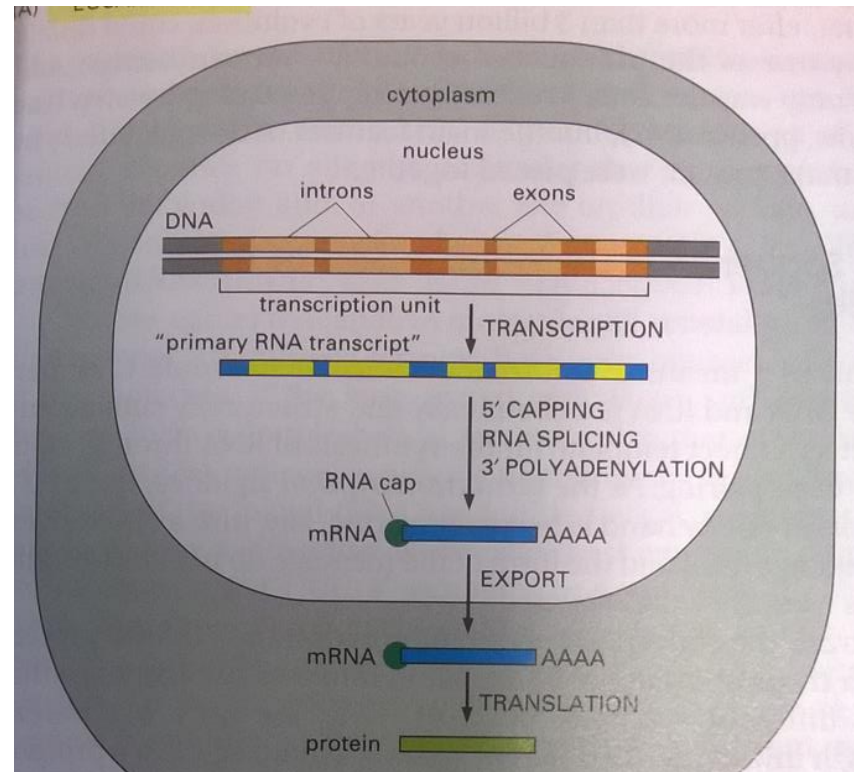 (A)
cytoplasm
nucleus
introns
exons
DNA
transcription unit
TRANSCRIPTION
“primary RNA transcript”
5′ CAPPING
RNA SPLICING
3′ POLYADENYLATION
RNA cap
mRNA
AAAA
EXPORT
mRNA
AAAA
TRANSLATION
protein